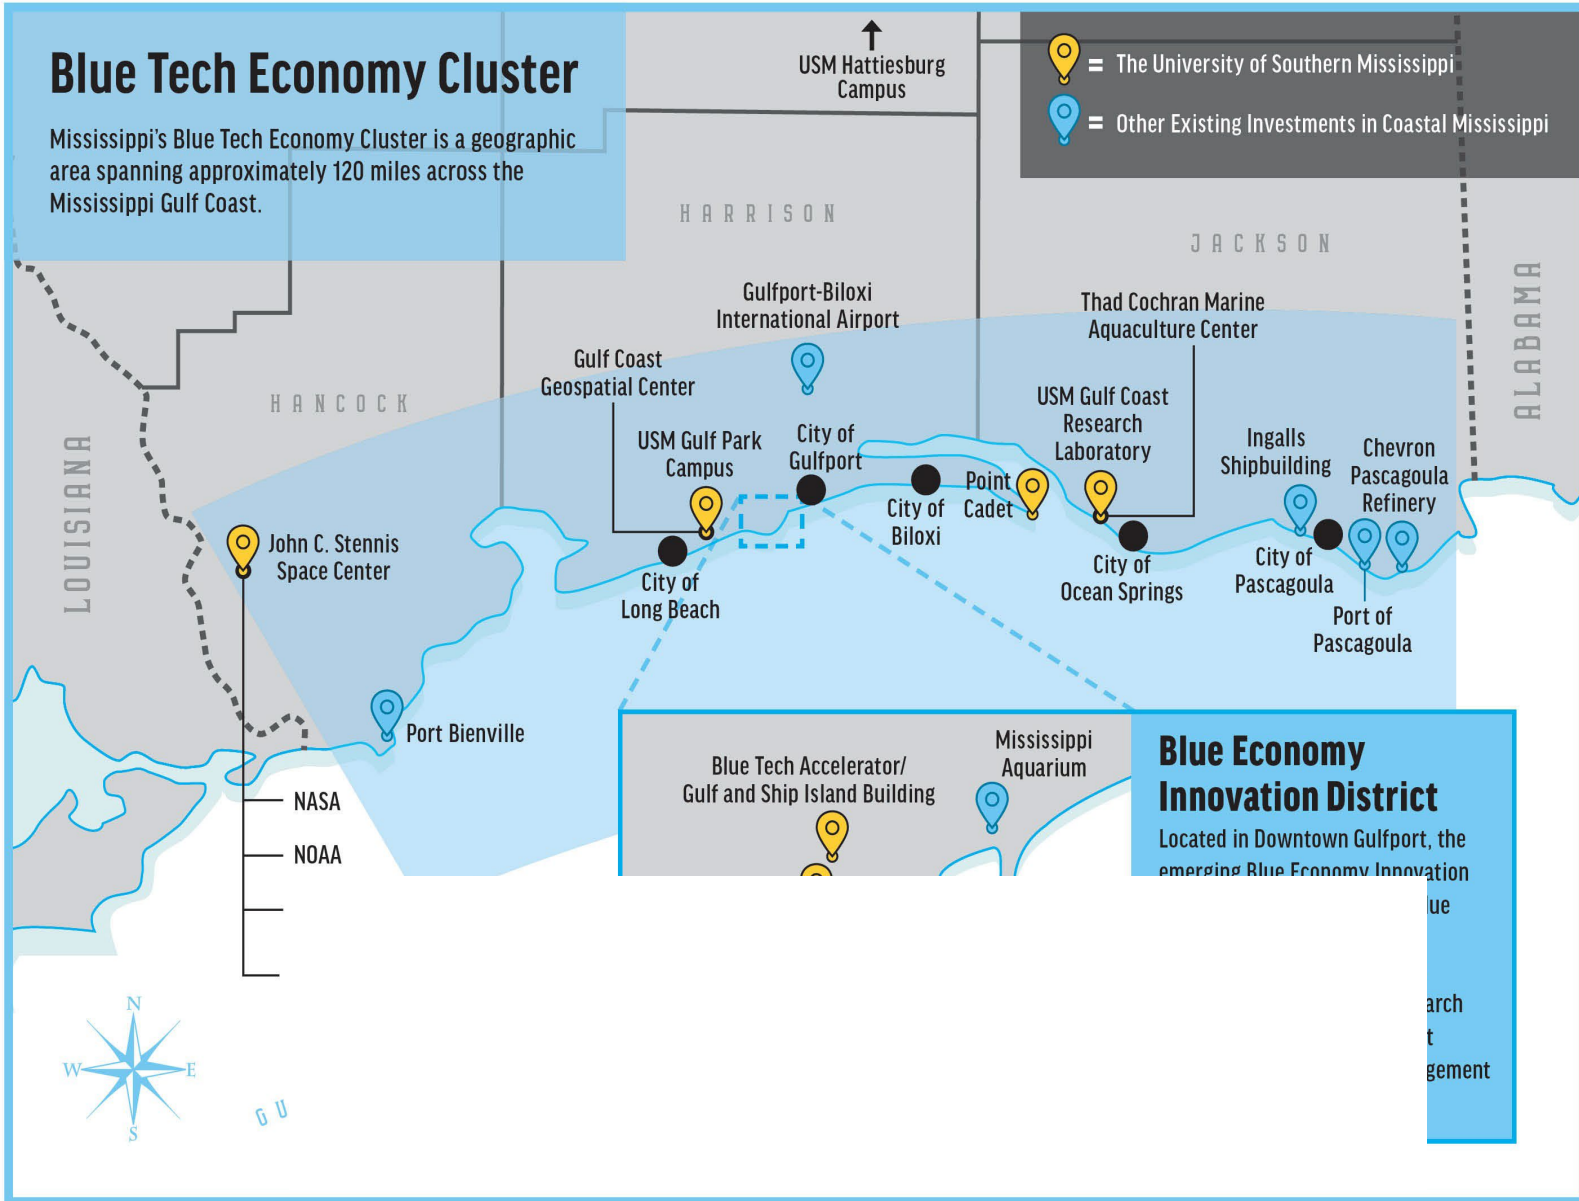 Blue Tech Economy Cluster
Mississippi's Blue Tech Economy Cluster is a geographic
area spanning approximately 120 miles across the
Mississippi Gulf Coast.
USM Hattiesburg
Campus
= The University of Southern Mississippi
= Other Existing Investments in Coastal Mississippi
HARRISON
JACKSON
HANCOCK
LOUISIANA
ALABAMA
Gulfport-Biloxi
International Airport
Thad Cochran Marine
Aquaculture Center
Gulf Coast
Geospatial Center
USM Gulf Park
Campus
City of
Gulfport
USM Gulf Coast
Research
Laboratory
Ingalls
Shipbuilding
Chevron
Pascagoula
Refinery
Point
Cadet
City of
Biloxi
John C. Stennis
Space Center
City of
Long Beach
City of
Ocean Springs
City of
Pascagoula
Port of
Pascagoula
Port Bienville
NASA
NOAA
Blue Tech Accelerator/
Gulf and Ship Island Building
Mississippi
Aquarium
Blue Economy
Innovation District
Located in Downtown Gulfport, the
emerging Blue Economy Innovation
N
W
E
S